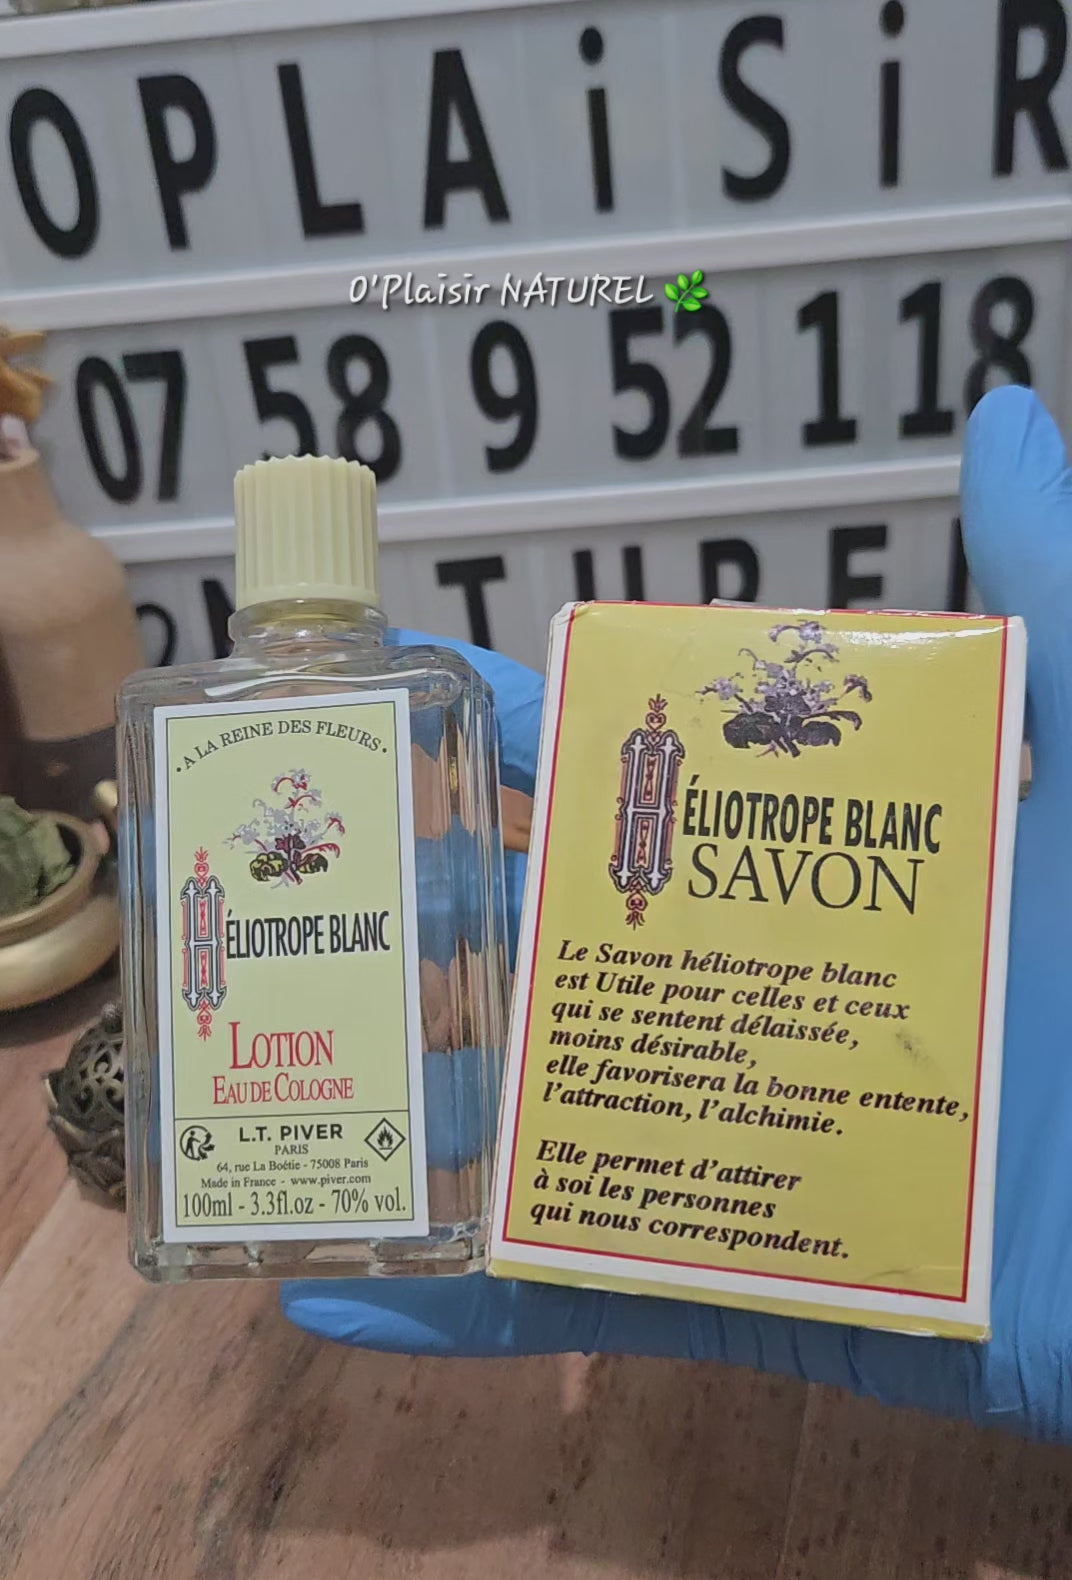 OPLAiSiR
O'Plaisir NATUREL
07 58 9 52 118
NATUREL
• A LA REINE DES FLEURS •
HÉLIOTROPE BLANC
LOTION
EAU DE COLOGNE
L.T. PIVER
PARIS
64, rue La Boétie - 75008 Paris
Made in France - www.piver.com
100ml - 3.3fl.oz - 70% vol.
HÉLIOTROPE BLANC
SAVON
Le Savon héliotrope blanc
est Utile pour celles et ceux
qui se sentent délaissée,
moins désirable,
elle favorisera la bonne entente,
l'attraction, l'alchimie.
Elle permet d'attirer
à soi les personnes
qui nous correspondent.